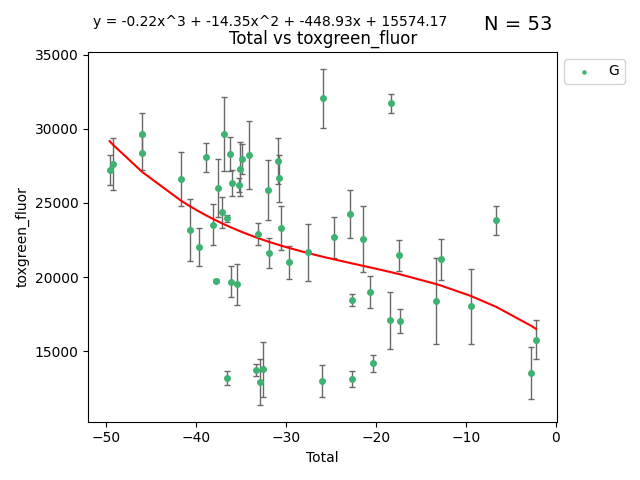 y = -0.22x^3 + -14.35x^2 + -448.93x + 15574.17
N = 53
Total vs toxgreen_fluor
G
35000
30000
25000
20000
15000
toxgreen_fluor
−50 −40 −30 −20 −10 0
Total